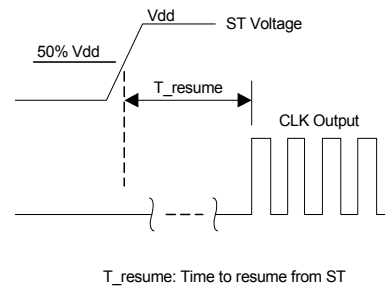 Vdd
ST Voltage
50% Vdd
T_resume
CLK Output
T_resume: Time to resume from ST